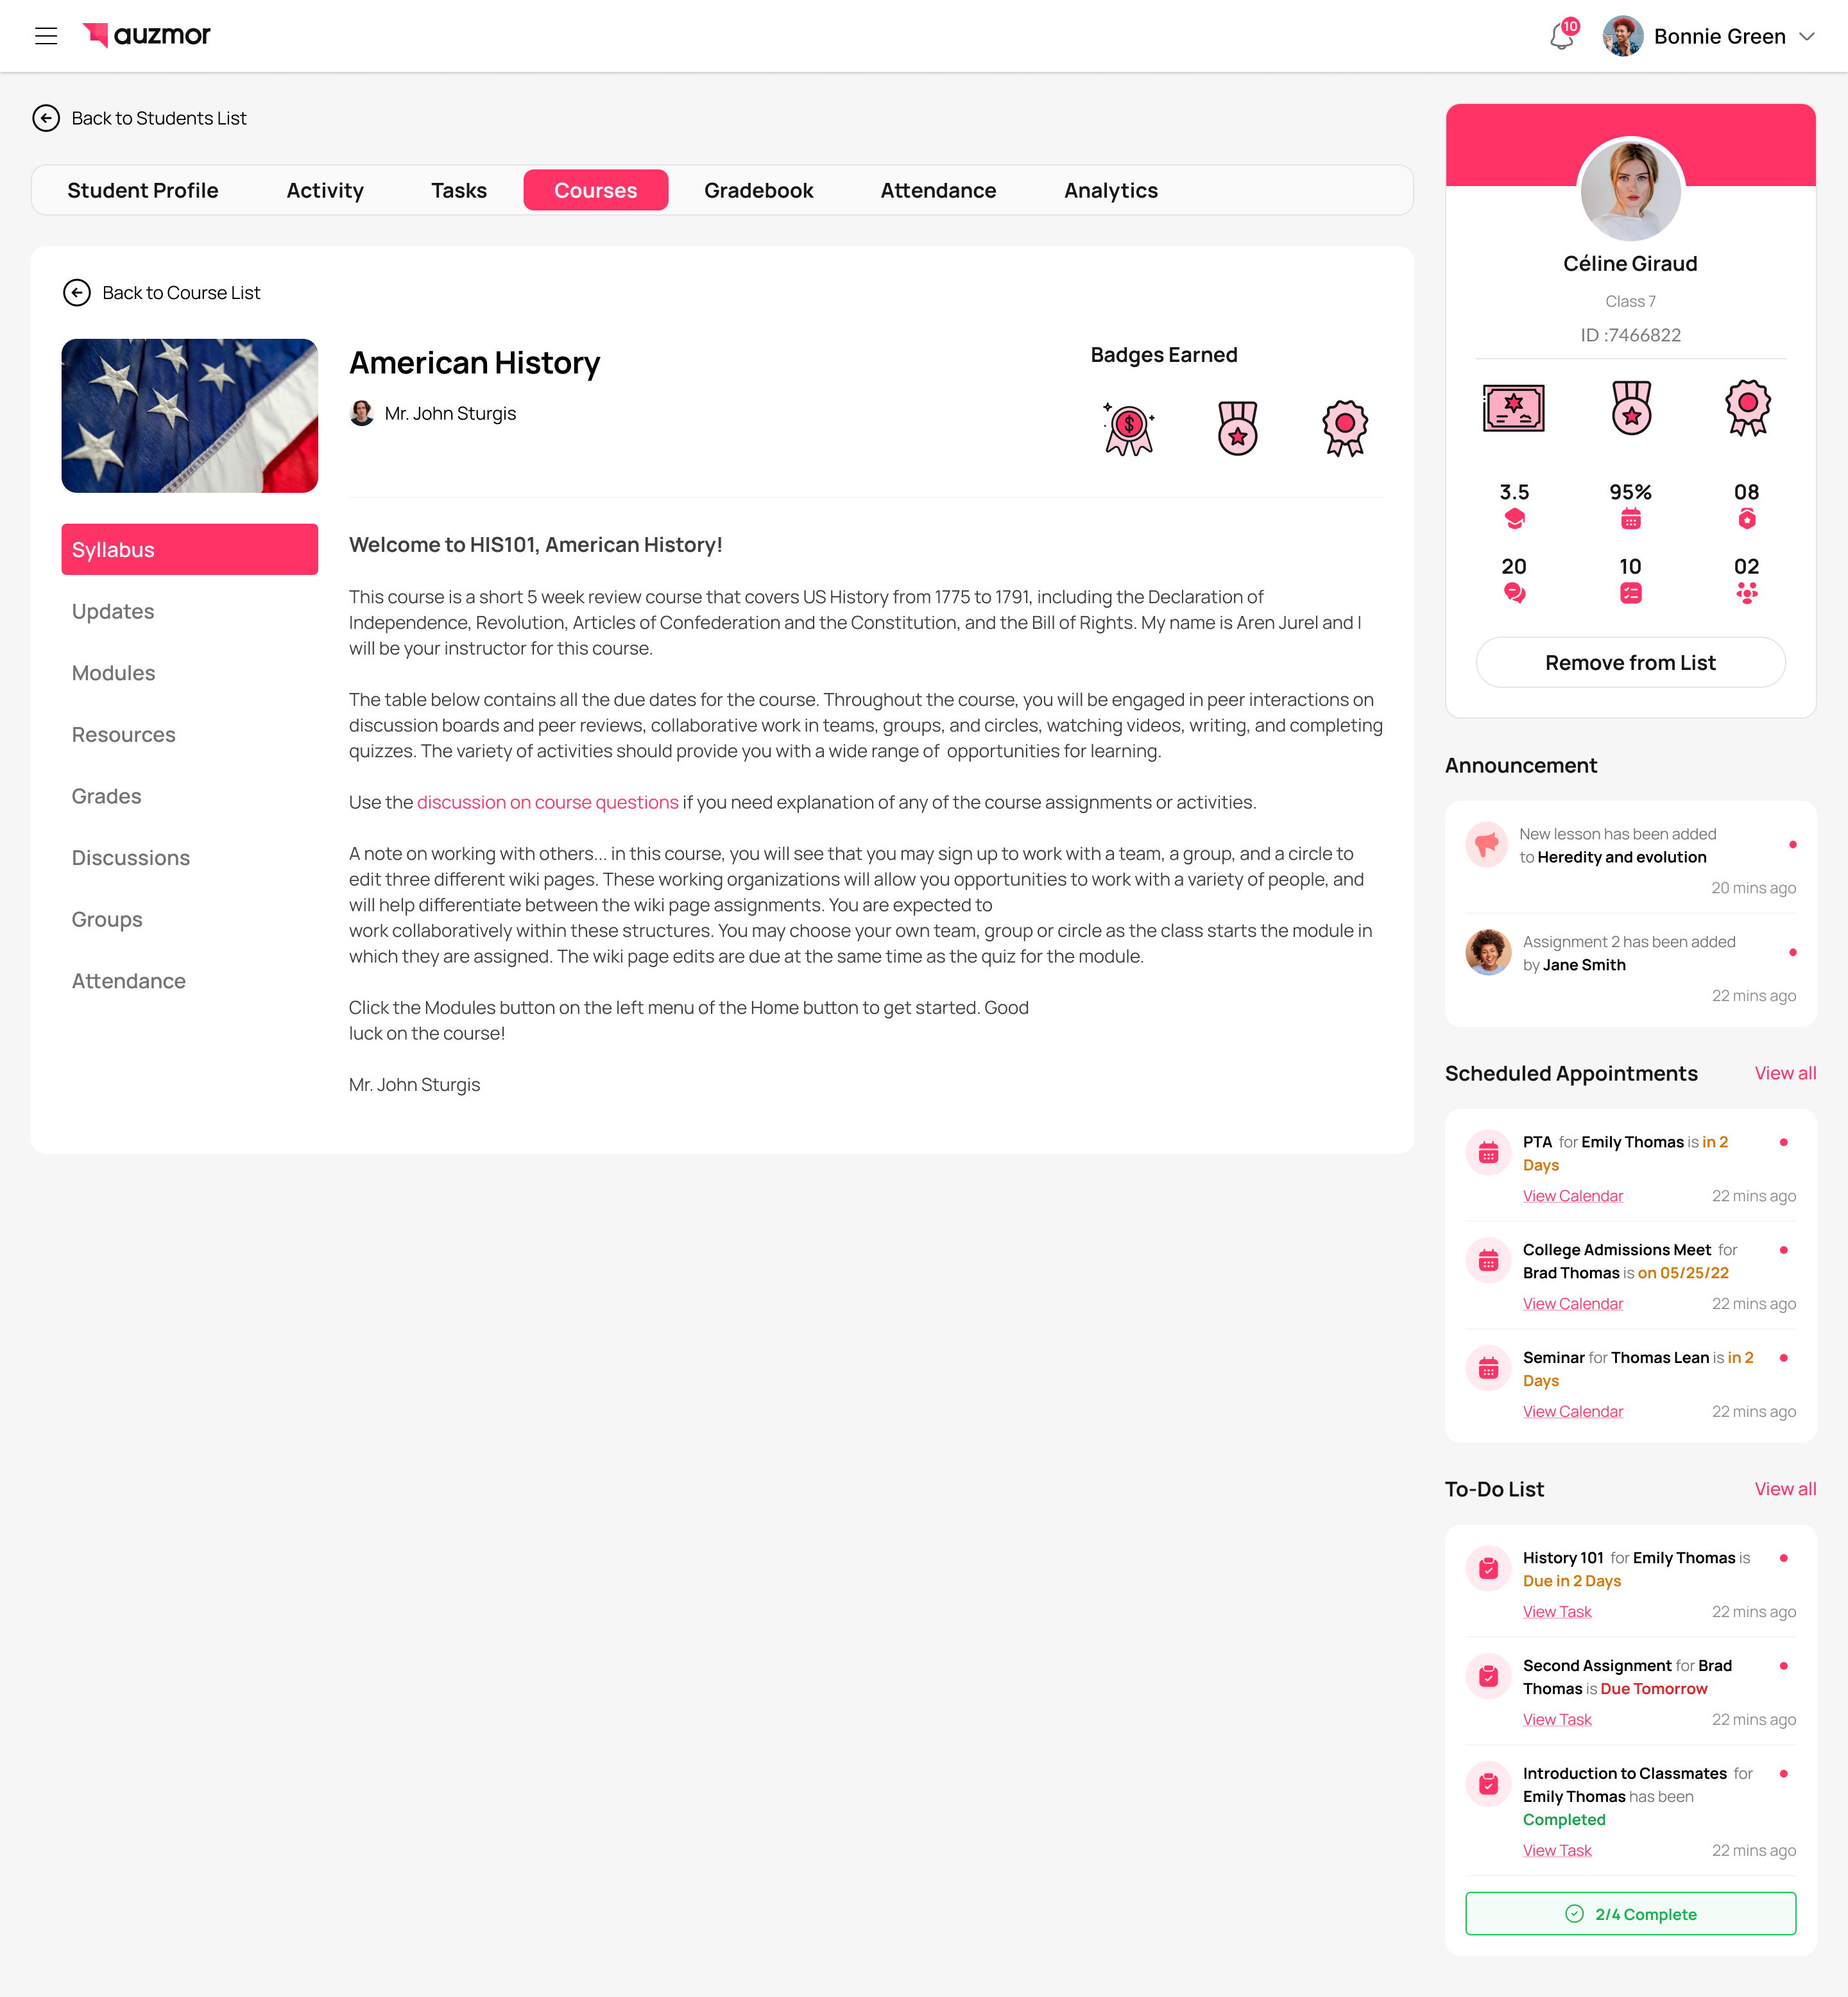 auzmor
10
Bonnie Green
Back to Students List
Student Profile
Activity
Tasks
Courses
Gradebook
Attendance
Analytics
Back to Course List
American History
Mr. John Sturgis
Badges Earned
$
Syllabus
Updates
Modules
Resources
Grades
Discussions
Groups
Attendance
Welcome to HIS101, American History!
This course is a short 5 week review course that covers US History from 1775 to 1791, including the Declaration of
Independence, Revolution, Articles of Confederation and the Constitution, and the Bill of Rights. My name is Aren Jurel and I
will be your instructor for this course.
The table below contains all the due dates for the course. Throughout the course, you will be engaged in peer interactions on
discussion boards and peer reviews, collaborative work in teams, groups, and circles, watching videos, writing, and completing
quizzes. The variety of activities should provide you with a wide range of  opportunities for learning.
Use the discussion on course questions if you need explanation of any of the course assignments or activities.
A note on working with others... in this course, you will see that you may sign up to work with a team, a group, and a circle to
edit three different wiki pages. These working organizations will allow you opportunities to work with a variety of people, and
will help differentiate between the wiki page assignments. You are expected to
work collaboratively within these structures. You may choose your own team, group or circle as the class starts the module in
which they are assigned. The wiki page edits are due at the same time as the quiz for the module.
Click the Modules button on the left menu of the Home button to get started. Good
luck on the course!
Mr. John Sturgis
Céline Giraud
Class 7
ID :7466822
3.5
95%
08
20
10
02
Remove from List
Announcement
New lesson has been added
to Heredity and evolution
20 mins ago
Assignment 2 has been added
by Jane Smith
22 mins ago
Scheduled Appointments
View all
PTA for Emily Thomas is in 2
Days
View Calendar
22 mins ago
College Admissions Meet for
Brad Thomas is on 05/25/22
View Calendar
22 mins ago
Seminar for Thomas Lean is in 2
Days
View Calendar
22 mins ago
To-Do List
View all
History 101 for Emily Thomas is
Due in 2 Days
View Task
22 mins ago
Second Assignment for Brad
Thomas is Due Tomorrow
View Task
22 mins ago
Introduction to Classmates for
Emily Thomas has been
Completed
View Task
22 mins ago
2/4 Complete